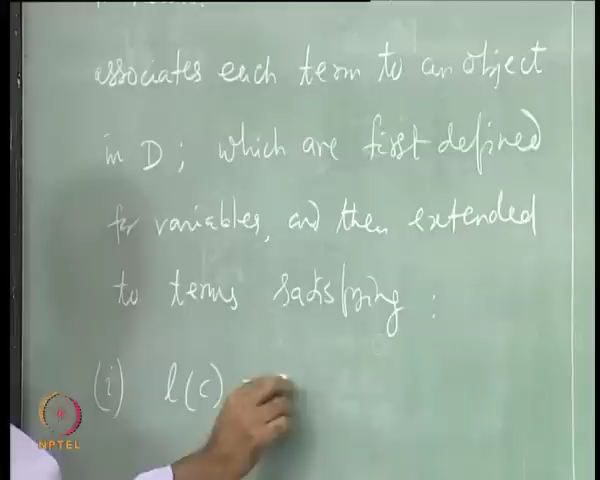 associates each term to an object
in D ; which are first defined
for variables, and then extended
to terms satisfying :
(i) l(c)
NPTEL